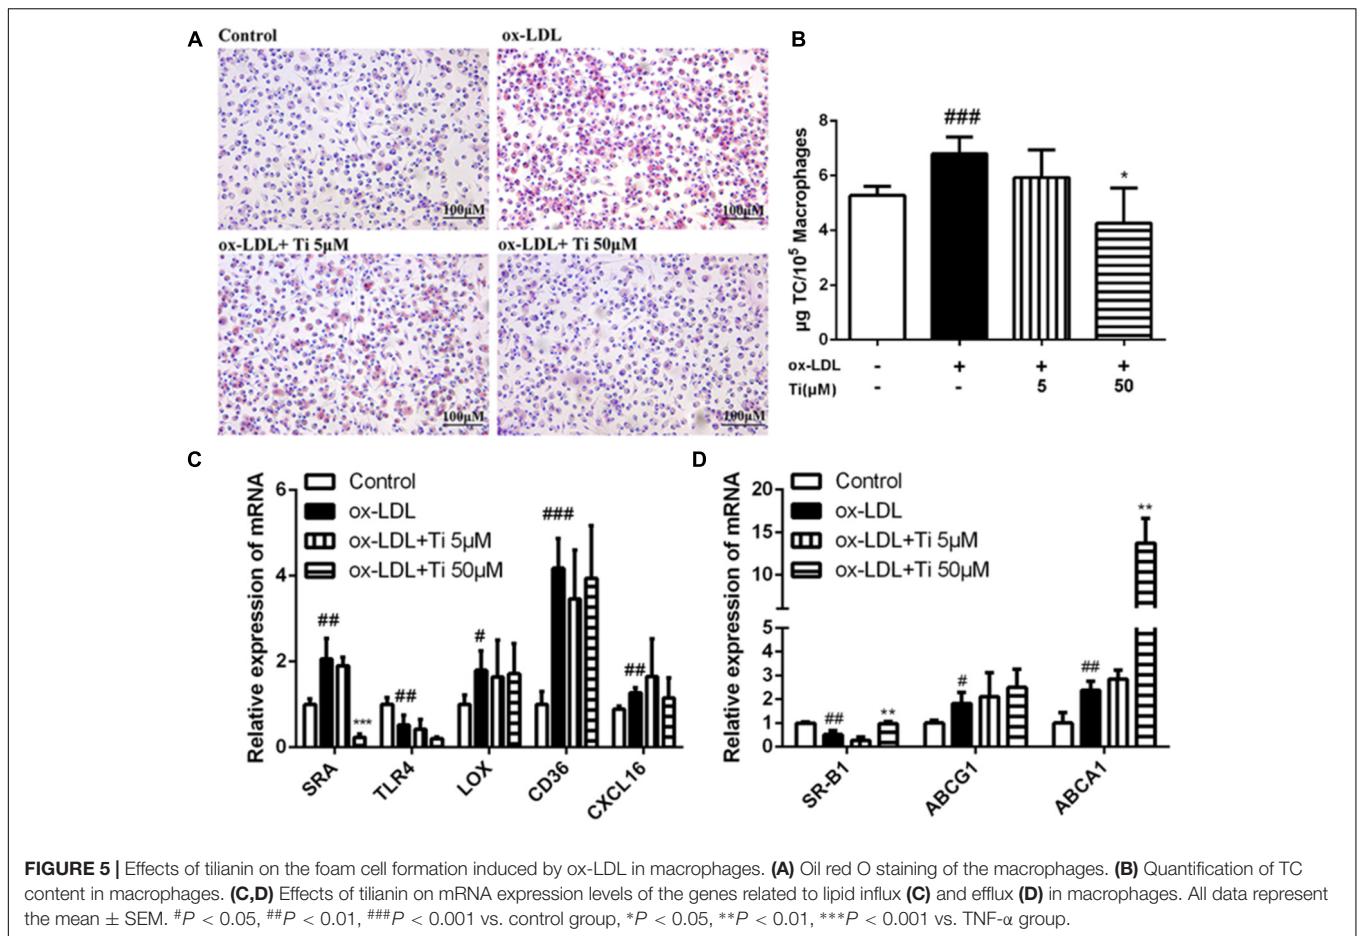 A
Control
ox-LDL
100µM
100µM
ox-LDL+ Ti 5µM
ox-LDL+ Ti 50µM
100µM
100µM
B
µg TC/10⁵ Macrophages
8
6
4
2
0
###
*
ox-LDL - + + +
Ti(µM) - - 5 50
C
Relative expression of mRNA
6
4
2
0
Control
ox-LDL
ox-LDL+Ti 5µM
ox-LDL+Ti 50µM
##
***
##
#
###
##
SRA
TLR4
LOX
CD36
CXCL16
D
Relative expression of mRNA
20
15
10
5
4
3
2
1
0
Control
ox-LDL
ox-LDL+Ti 5µM
ox-LDL+Ti 50µM
##
**
#
##
**
SR-B1
ABCG1
ABCA1
FIGURE 5 | Effects of tilianin on the foam cell formation induced by ox-LDL in macrophages. (A) Oil red O staining of the macrophages. (B) Quantification of TC
content in macrophages. (C,D) Effects of tilianin on mRNA expression levels of the genes related to lipid influx (C) and efflux (D) in macrophages. All data represent
the mean ± SEM. #P < 0.05, ##P < 0.01, ###P < 0.001 vs. control group, *P < 0.05, **P < 0.01, ***P < 0.001 vs. TNF-α group.